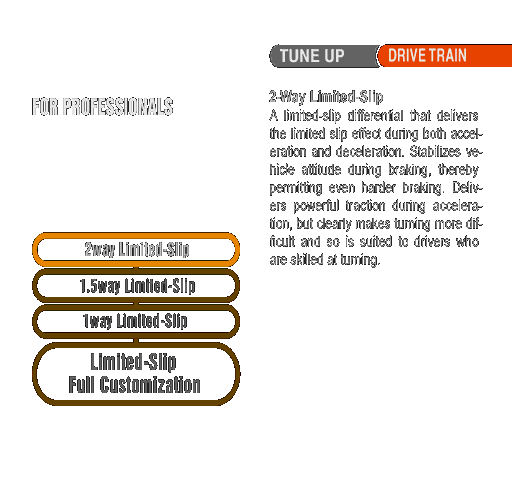 TUNE UP DRIVE TRAIN
FOR PROFESSIONALS
2way Limited-Slip
1.5way Limited-Slip
1way Limited-Slip
Limited-Slip
Full Customization
2-Way Limited-Slip
A limited-slip differential that delivers
the limited slip effect during both accel-
eration and deceleration. Stabilizes ve-
hicle attitude during braking, thereby
permitting even harder braking. Deliv-
ers powerful traction during accelera-
tion, but clearly makes turning more dif-
ficult and so is suited to drivers who
are skilled at turning.